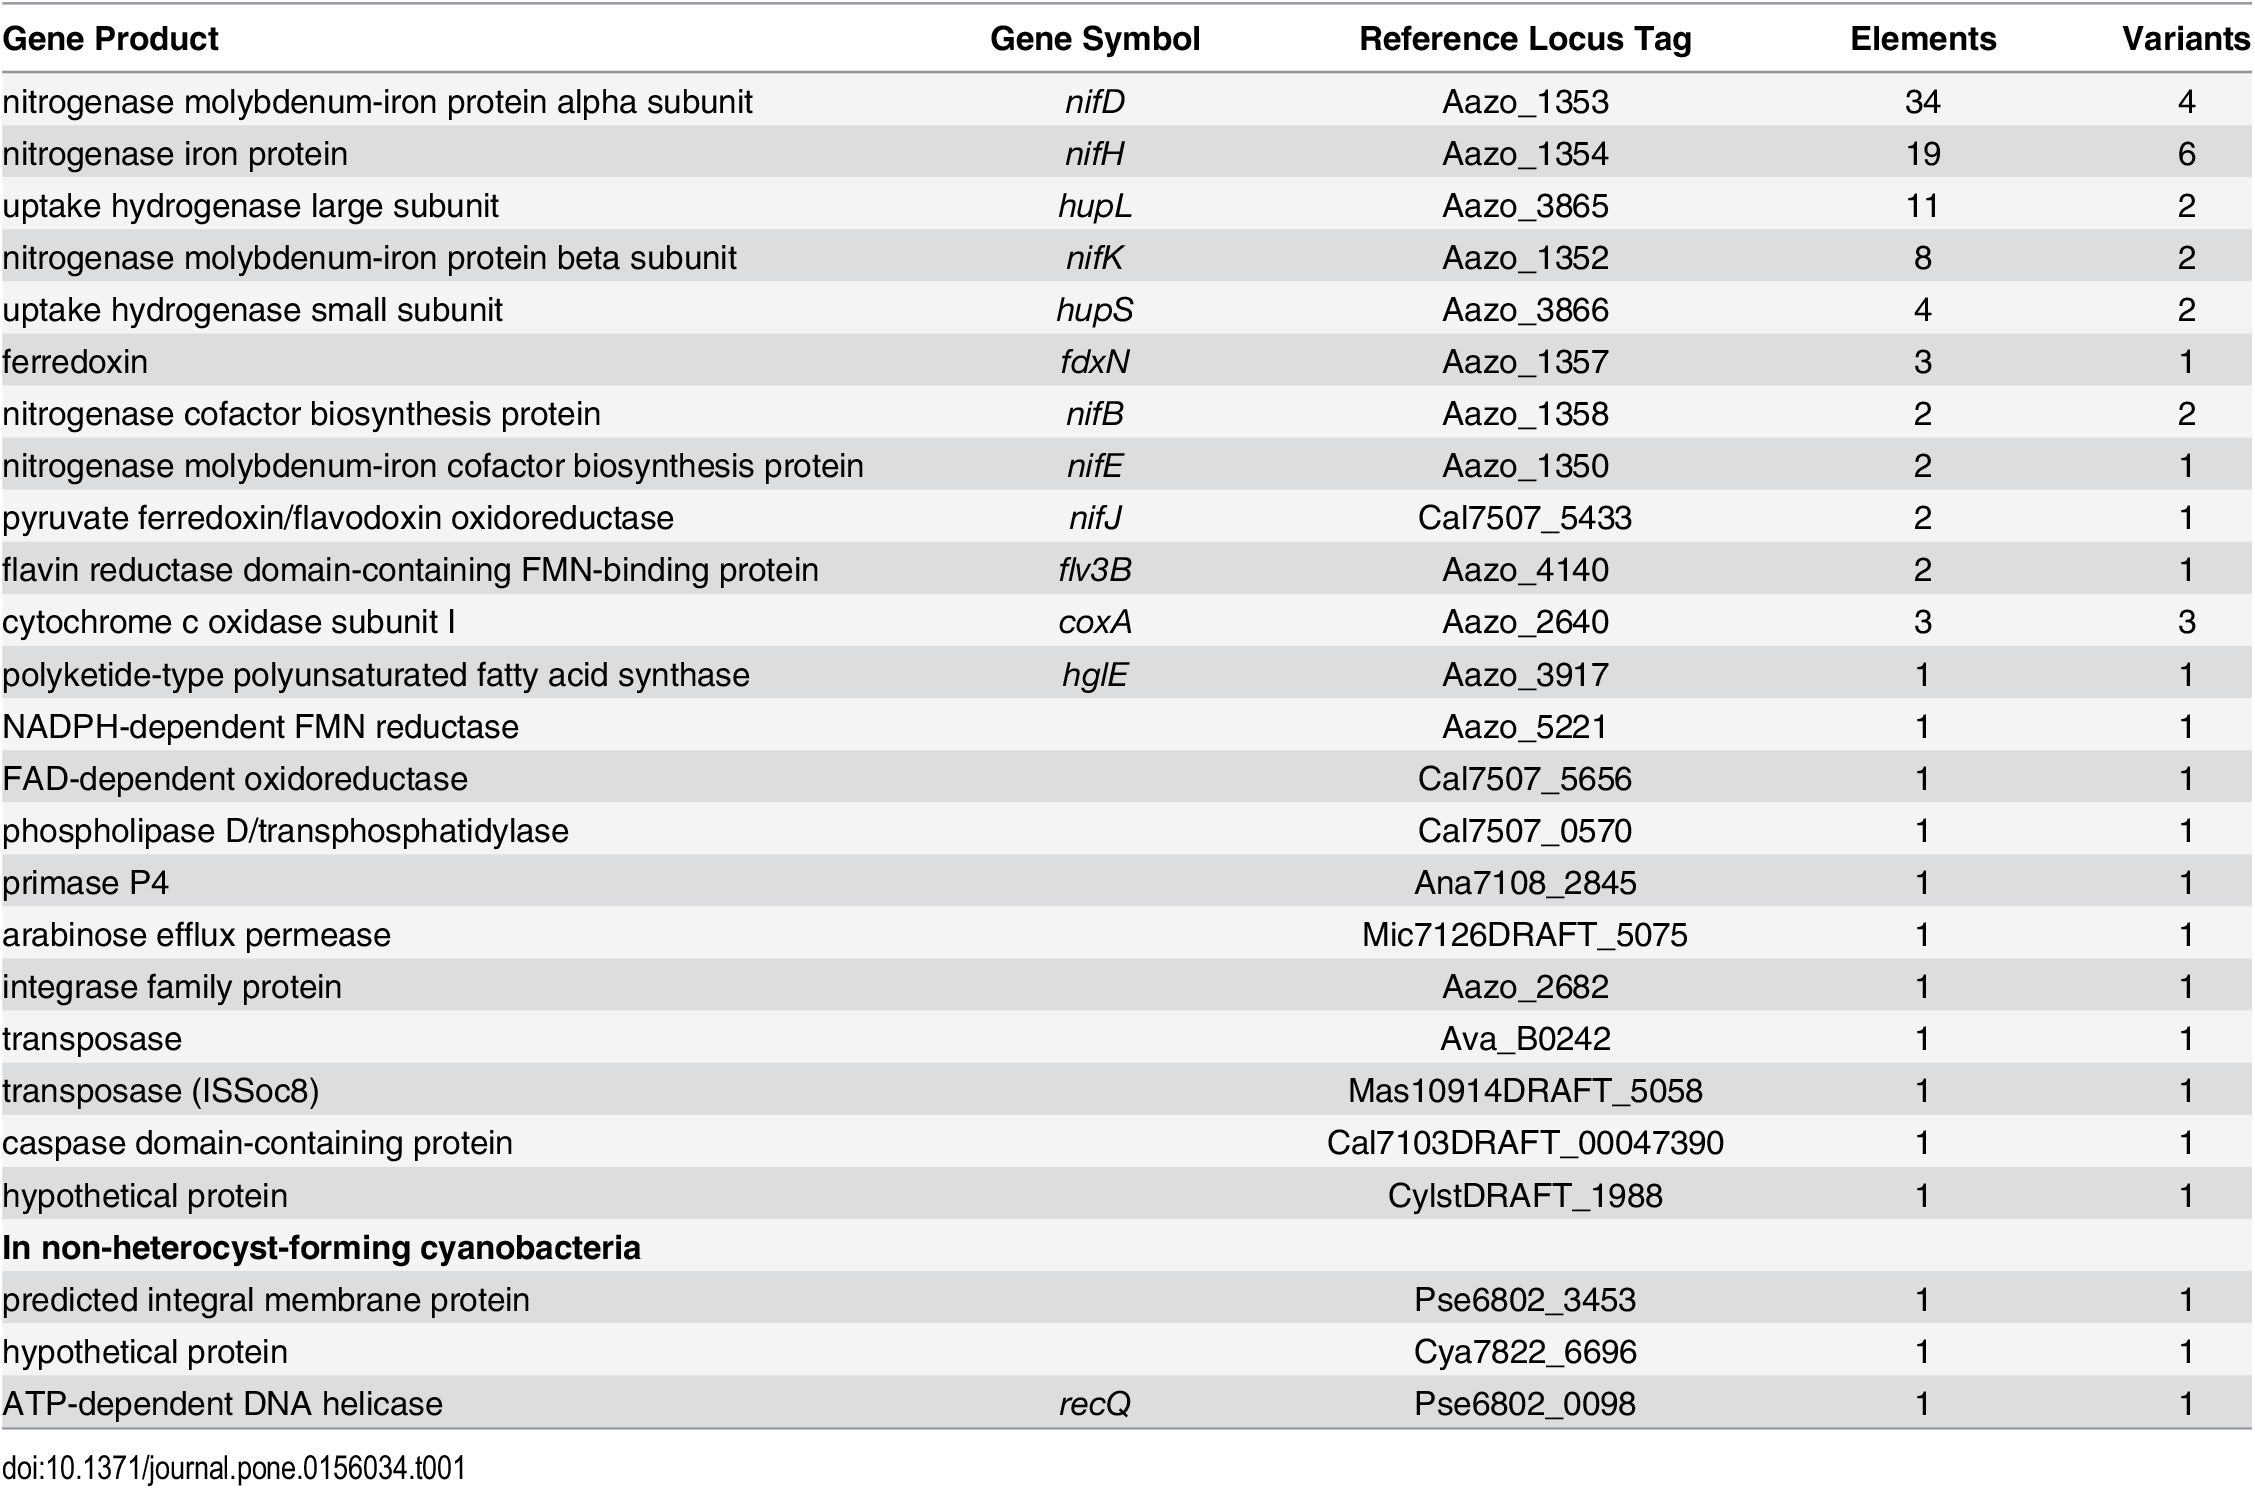 Gene Product Gene Symbol Reference Locus Tag Elements Variants
nitrogenase molybdenum-iron protein alpha subunit nifD Aazo_1353 34 4
nitrogenase iron protein nifH Aazo_1354 19 6
uptake hydrogenase large subunit hupL Aazo_3865 11 2
nitrogenase molybdenum-iron protein beta subunit nifK Aazo_1352 8 2
uptake hydrogenase small subunit hupS Aazo_3866 4 2
ferredoxin fdxN Aazo_1357 3 1
nitrogenase cofactor biosynthesis protein nifB Aazo_1358 2 2
nitrogenase molybdenum-iron cofactor biosynthesis protein nifE Aazo_1350 2 1
pyruvate ferredoxin/flavodoxin oxidoreductase nifJ Cal7507_5433 2 1
flavin reductase domain-containing FMN-binding protein flv3B Aazo_4140 2 1
cytochrome c oxidase subunit I coxA Aazo_2640 3 3
polyketide-type polyunsaturated fatty acid synthase hglE Aazo_3917 1 1
NADPH-dependent FMN reductase Aazo_5221 1 1
FAD-dependent oxidoreductase Cal7507_5656 1 1
phospholipase D/transphosphatidylase Cal7507_0570 1 1
primase P4 Ana7108_2845 1 1
arabinose efflux permease Mic7126DRAFT_5075 1 1
integrase family protein Aazo_2682 1 1
transposase Ava_B0242 1 1
transposase (ISSoc8) Mas10914DRAFT_5058 1 1
caspase domain-containing protein Cal7103DRAFT_00047390 1 1
hypothetical protein CylstDRAFT_1988 1 1
In non-heterocyst-forming cyanobacteria
predicted integral membrane protein Pse6802_3453 1 1
hypothetical protein Cya7822_6696 1 1
ATP-dependent DNA helicase recQ Pse6802_0098 1 1
doi:10.1371/journal.pone.0156034.t001